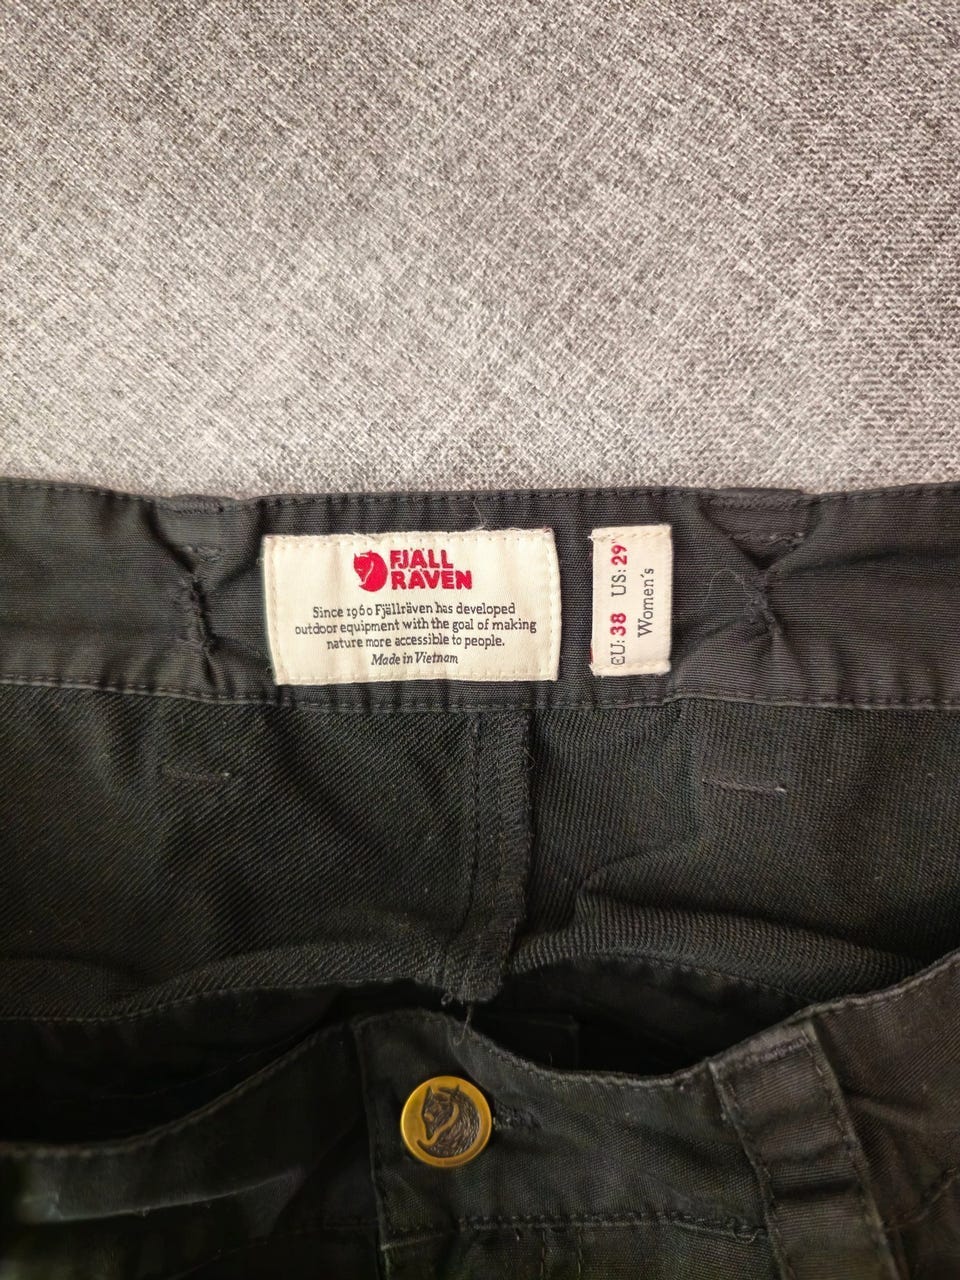 FJÄLL
RÄVEN
Since 1960 Fjällräven has developed
outdoor equipment with the goal of making
nature more accessible to people.
Made in Vietnam
EU: 38 US: 29"
Women´s